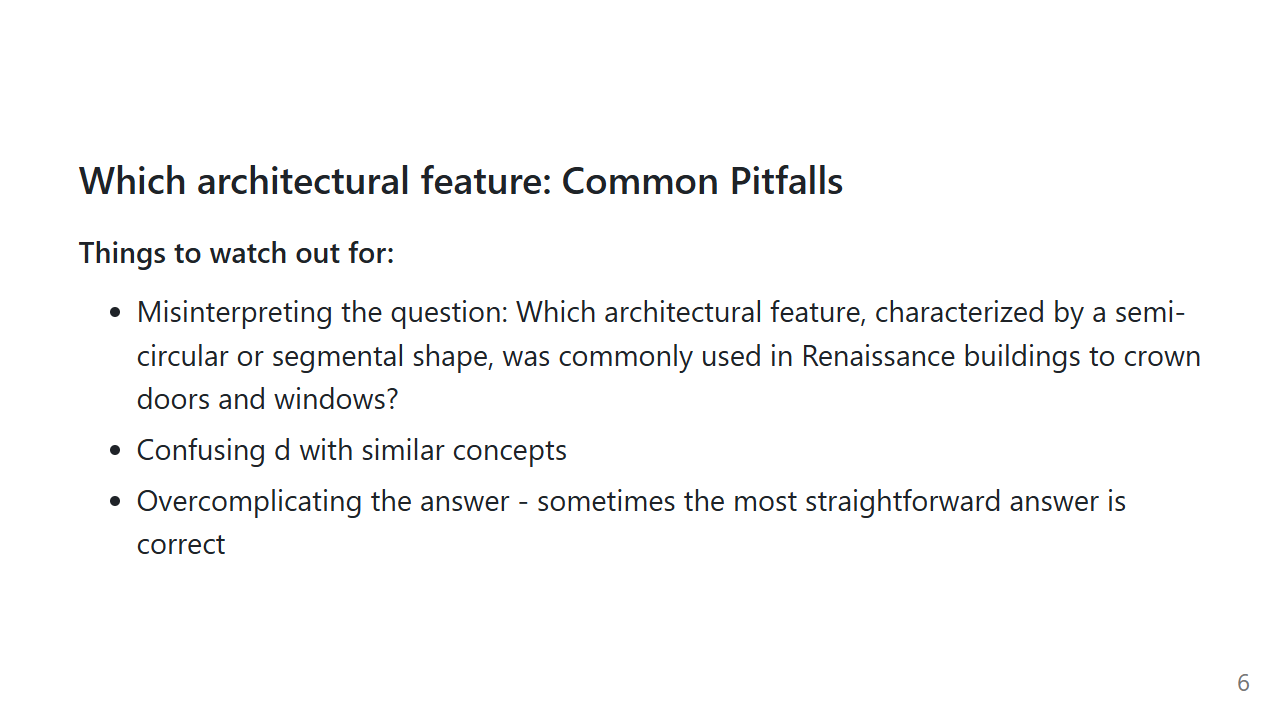 Which architectural feature: Common Pitfalls
Things to watch out for:
• Misinterpreting the question: Which architectural feature, characterized by a semi-
circular or segmental shape, was commonly used in Renaissance buildings to crown
doors and windows?
• Confusing d with similar concepts
• Overcomplicating the answer - sometimes the most straightforward answer is
correct
6